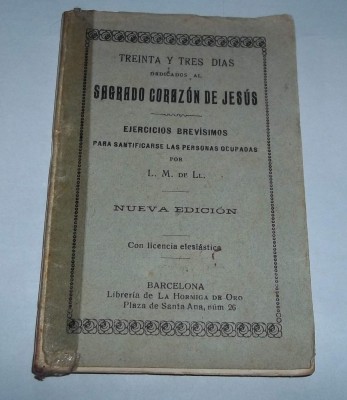 TREINTA Y TRES DIAS
DEDICADOS AL
SAGRADO CORAZÓN DE JESÚS
EJERCICIOS BREVÍSIMOS
PARA SANTIFICARSE LAS PERSONAS OCUPADAS
POR
L. M. DE LL.
NUEVA EDICIÓN
Con licencia elesiástica
BARCELONA
Librería de LA HORMIGA DE ORO
Plaza de Santa Ana, núm 26